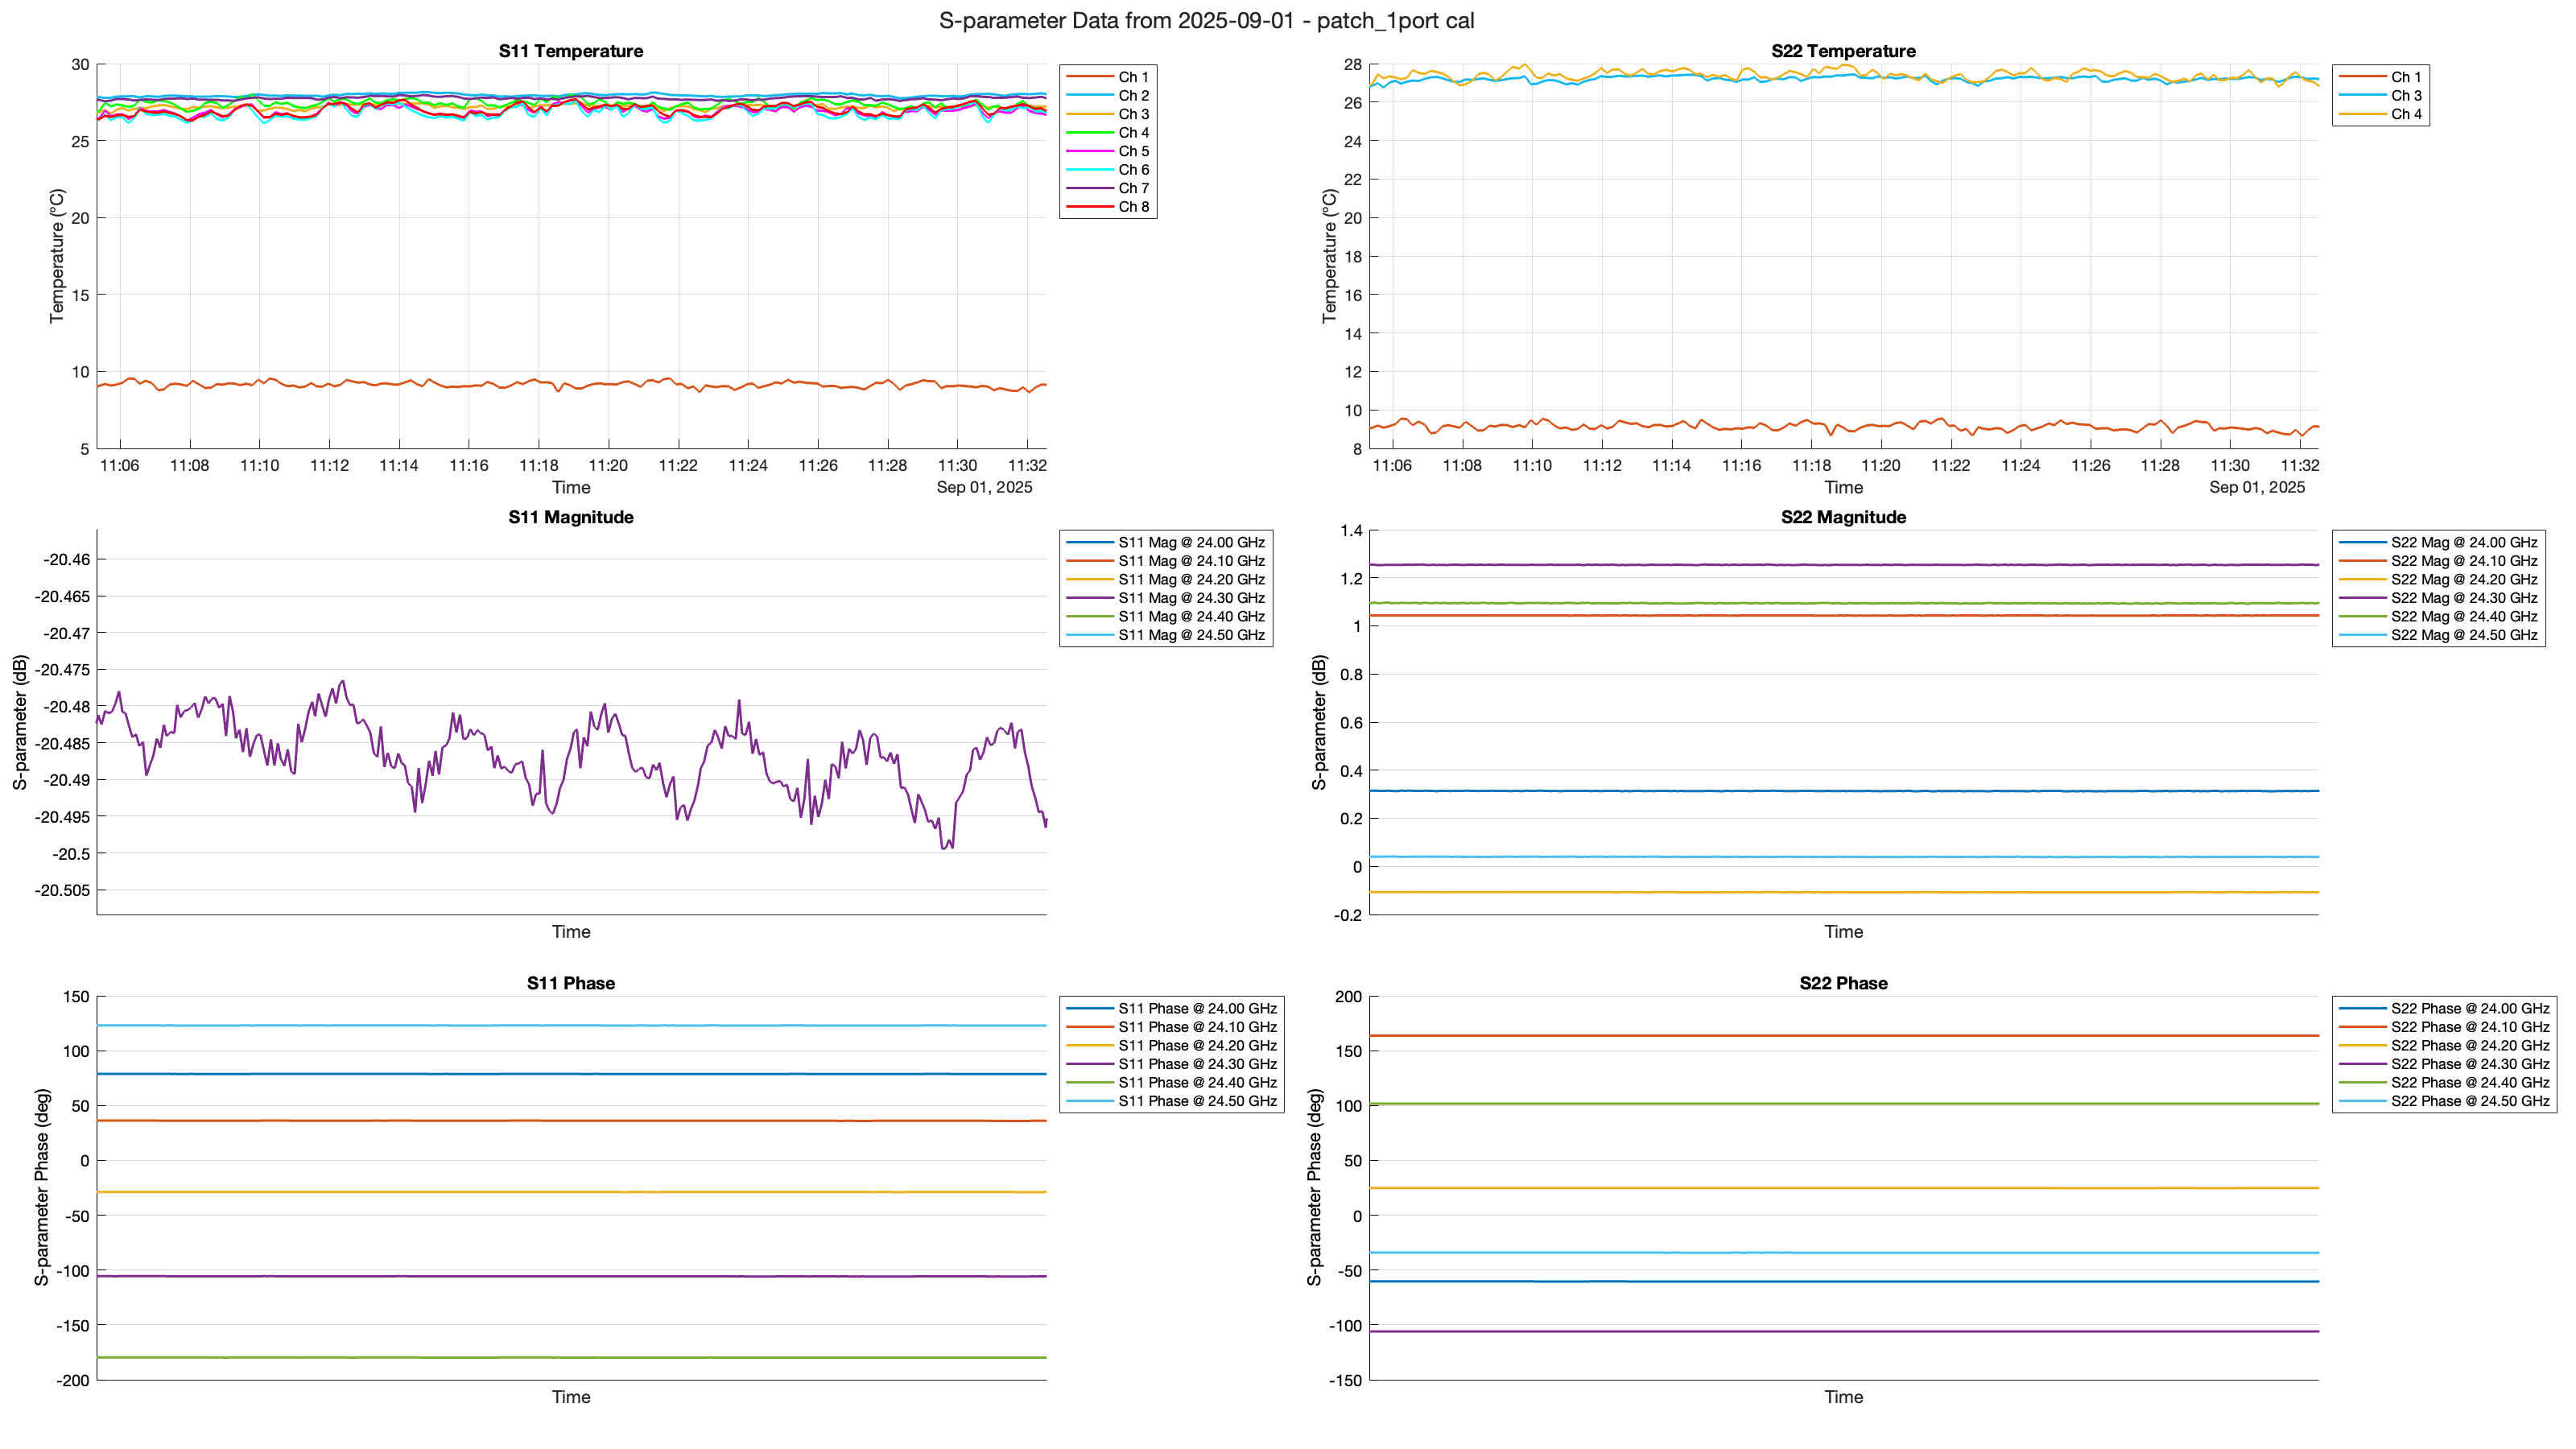 S-parameter Data from 2025-09-01 - patch_1port cal
S11 Temperature
30
25
20
15
10
5
Temperature (°C)
11:06 11:08 11:10 11:12 11:14 11:16 11:18 11:20 11:22 11:24 11:26 11:28 11:30 11:32
Time
Sep 01, 2025
Ch 1
Ch 2
Ch 3
Ch 4
Ch 5
Ch 6
Ch 7
Ch 8
S22 Temperature
28
26
24
22
20
18
16
14
12
10
8
Temperature (°C)
11:06 11:08 11:10 11:12 11:14 11:16 11:18 11:20 11:22 11:24 11:26 11:28 11:30 11:32
Time
Sep 01, 2025
Ch 1
Ch 3
Ch 4
S11 Magnitude
-20.46
-20.465
-20.47
-20.475
-20.48
-20.485
-20.49
-20.495
-20.5
-20.505
S-parameter (dB)
Time
S11 Mag @ 24.00 GHz
S11 Mag @ 24.10 GHz
S11 Mag @ 24.20 GHz
S11 Mag @ 24.30 GHz
S11 Mag @ 24.40 GHz
S11 Mag @ 24.50 GHz
S22 Magnitude
1.4
1.2
1
0.8
0.6
0.4
0.2
0
-0.2
S-parameter (dB)
Time
S22 Mag @ 24.00 GHz
S22 Mag @ 24.10 GHz
S22 Mag @ 24.20 GHz
S22 Mag @ 24.30 GHz
S22 Mag @ 24.40 GHz
S22 Mag @ 24.50 GHz
S11 Phase
150
100
50
0
-50
-100
-150
-200
S-parameter Phase (deg)
Time
S11 Phase @ 24.00 GHz
S11 Phase @ 24.10 GHz
S11 Phase @ 24.20 GHz
S11 Phase @ 24.30 GHz
S11 Phase @ 24.40 GHz
S11 Phase @ 24.50 GHz
S22 Phase
200
150
100
50
0
-50
-100
-150
S-parameter Phase (deg)
Time
S22 Phase @ 24.00 GHz
S22 Phase @ 24.10 GHz
S22 Phase @ 24.20 GHz
S22 Phase @ 24.30 GHz
S22 Phase @ 24.40 GHz
S22 Phase @ 24.50 GHz